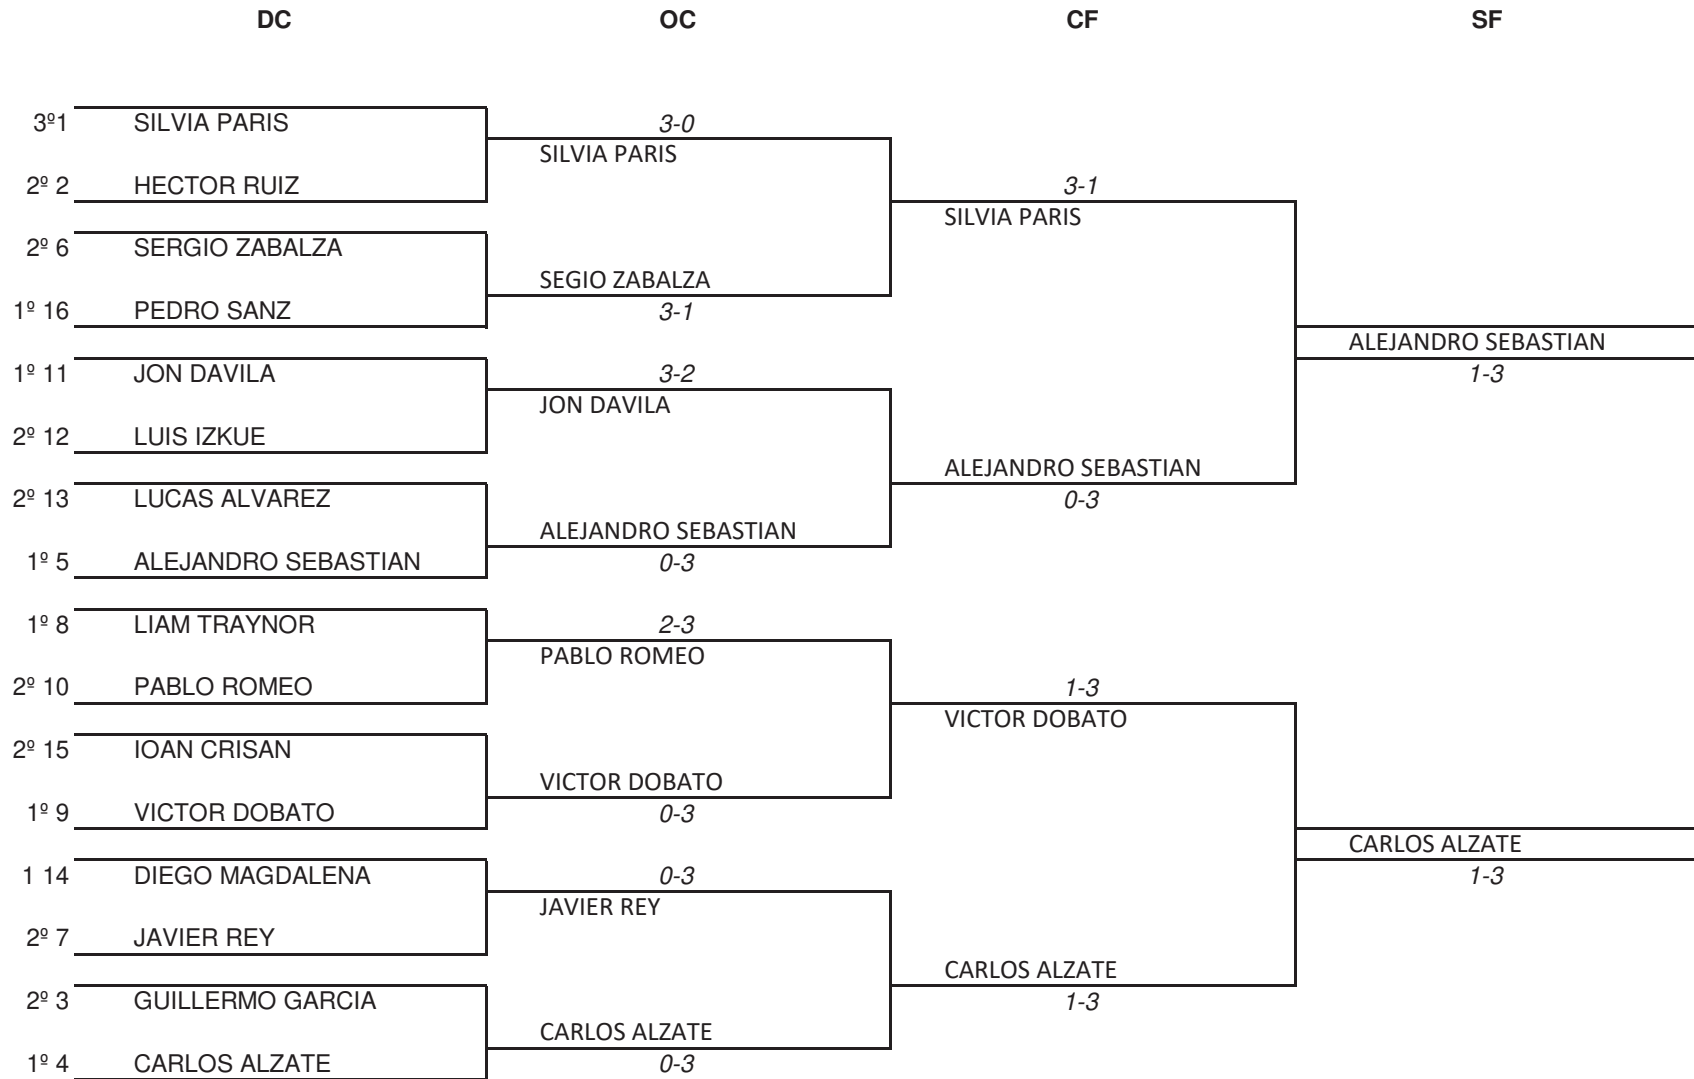 DC OC CF SF
3º1 SILVIA PARIS 3-0
SILVIA PARIS
2º 2 HECTOR RUIZ 3-1
SILVIA PARIS
2º 6 SERGIO ZABALZA
SEGIO ZABALZA
1º 16 PEDRO SANZ 3-1
ALEJANDRO SEBASTIAN
1º 11 JON DAVILA 3-2 1-3
JON DAVILA
2º 12 LUIS IZKUE
ALEJANDRO SEBASTIAN
2º 13 LUCAS ALVAREZ 0-3
ALEJANDRO SEBASTIAN
1º 5 ALEJANDRO SEBASTIAN 0-3
1º 8 LIAM TRAYNOR 2-3
PABLO ROMEO
2º 10 PABLO ROMEO 1-3
VICTOR DOBATO
2º 15 IOAN CRISAN
VICTOR DOBATO
1º 9 VICTOR DOBATO 0-3
CARLOS ALZATE
1 14 DIEGO MAGDALENA 0-3 1-3
JAVIER REY
2º 7 JAVIER REY
CARLOS ALZATE
2º 3 GUILLERMO GARCIA 1-3
CARLOS ALZATE
1º 4 CARLOS ALZATE 0-3